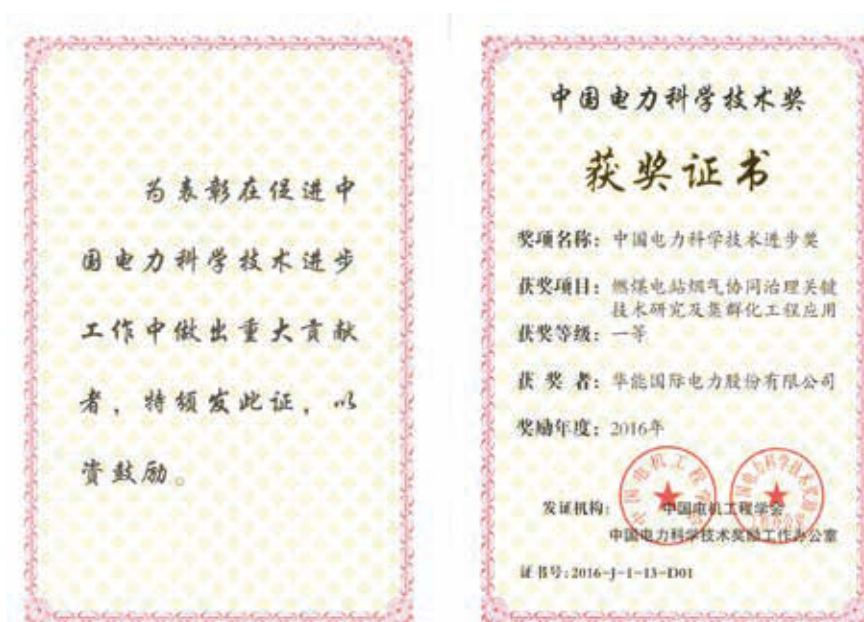 为表彰在促进中
国电力科学技术进步
工作中做出重大贡献
者，特颁发此证，以
资鼓励。
中国电力科学技术奖
获奖证书
奖项名称：中国电力科学技术进步奖
获奖项目：燃煤电站烟气协同治理关键
技术研究及集群化工程应用
获奖等级：一等
获 奖 者：华能国际电力股份有限公司
奖励年度：2016年
发证机构：中国电机工程学会
中国电力科学技术奖励工作办公室
证书号:2016-J-1-13-D01